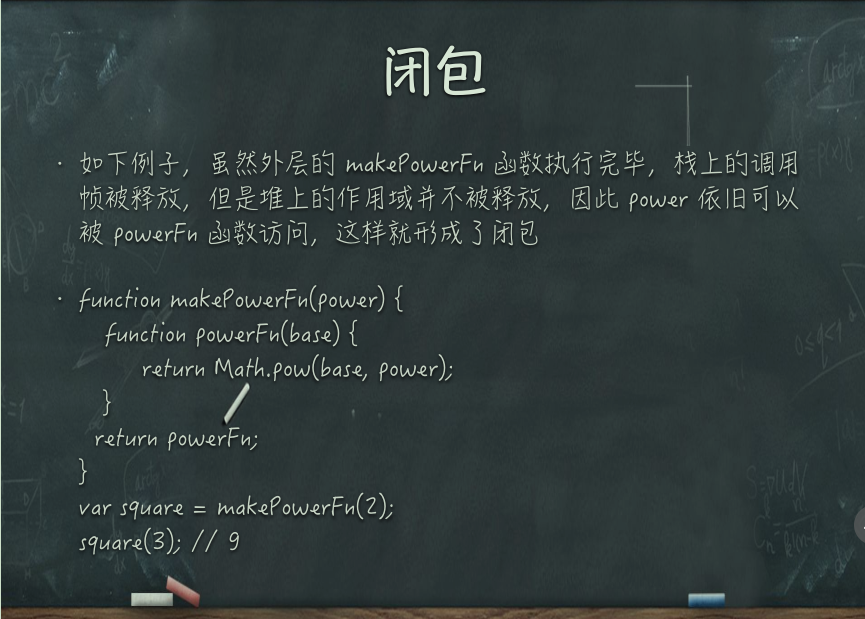 闭包
· 如下例子，虽然外层的 makePowerFn 函数执行完毕，栈上的调用
帧被释放，但是堆上的作用域并不被释放，因此 power 依旧可以
被 powerFn 函数访问，这样就形成了闭包
· function makePowerFn(power) {
function powerFn(base) {
return Math.pow(base, power);
}
return powerFn;
}
var square = makePowerFn(2);
square(3); // 9